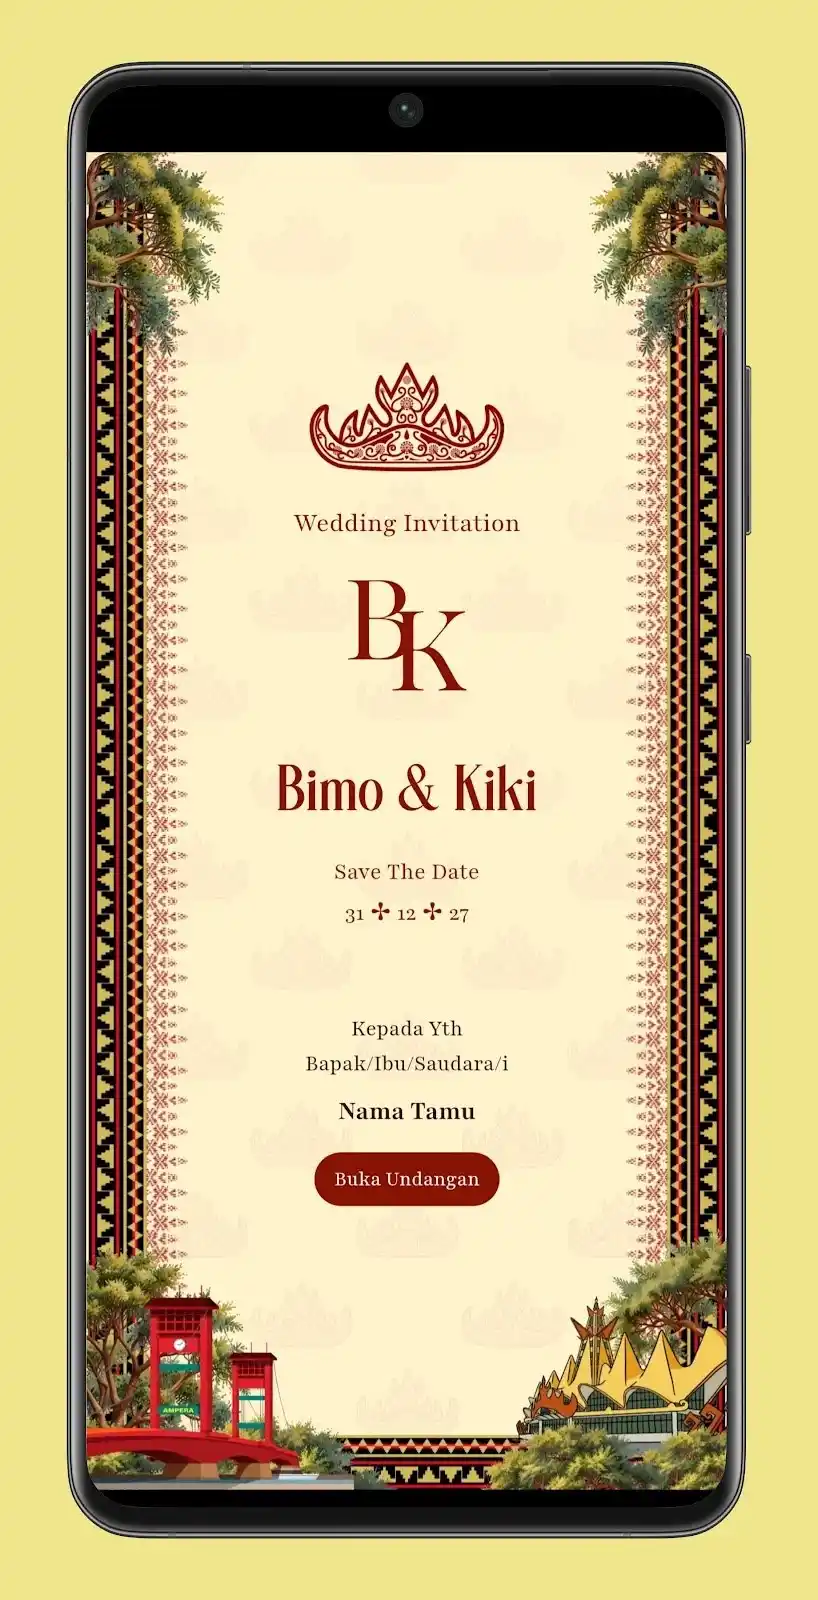 Wedding Invitation
BK
Bimo & Kiki
Save The Date
31 ✢ 12 ✢ 27
Kepada Yth
Bapak/Ibu/Saudara/i
Nama Tamu
Buka Undangan
AMPERA